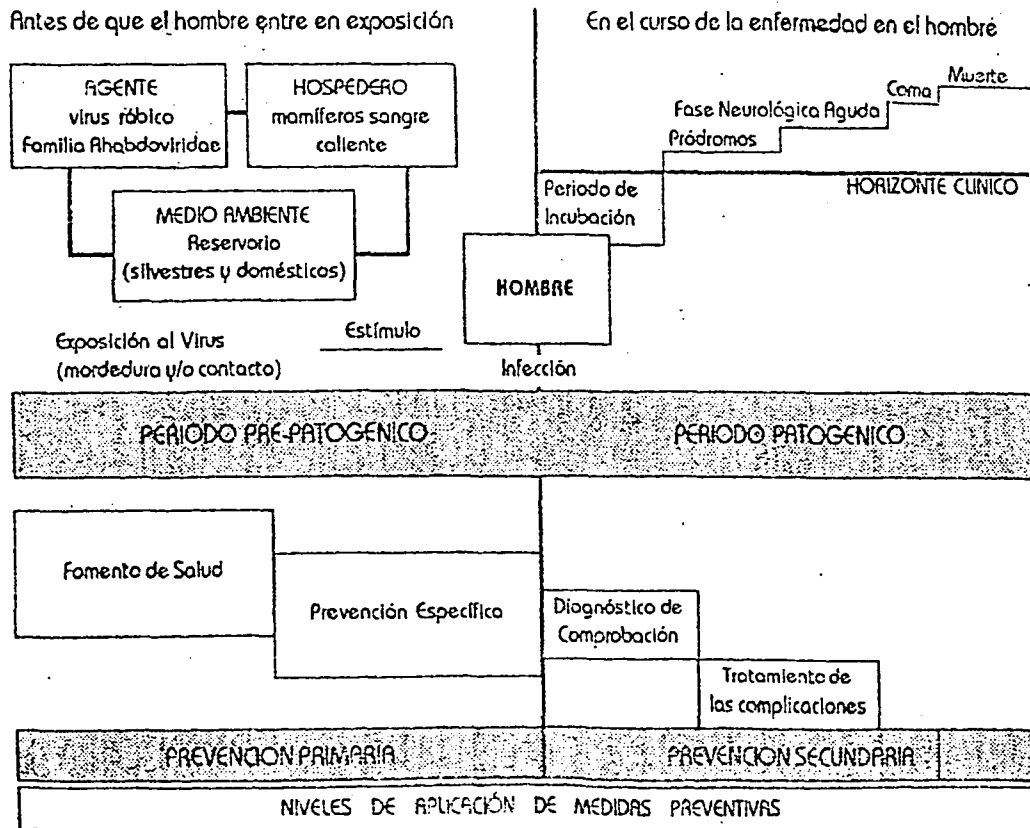 Antes de que el hombre entre en exposición
En el curso de la enfermedad en el hombre
AGENTE
virus rábico
Familia Rhabdoviridae
HOSPEDERO
mamíferos sangre
caliente
MEDIO AMBIENTE
Reservorio
(silvestres y domésticos)
Muerte
Coma
Fase Neurológica Aguda
Pródromos
HORIZONTE CLINICO
Periodo de
Incubación
HOMBRE
Exposición al Virus
(mordedura y/o contacto)
Estímulo
Infección
PERIODO PRE-PATOGENICO
PERIODO PATOGENICO
Fomento de Salud
Prevención Específica
Diagnóstico de
Comprobación
Tratamiento de
las complicaciones
PREVENCION PRIMARIA
PREVENCION SECUNDARIA
NIVELES DE APLICACIÓN DE MEDIDAS PREVENTIVAS